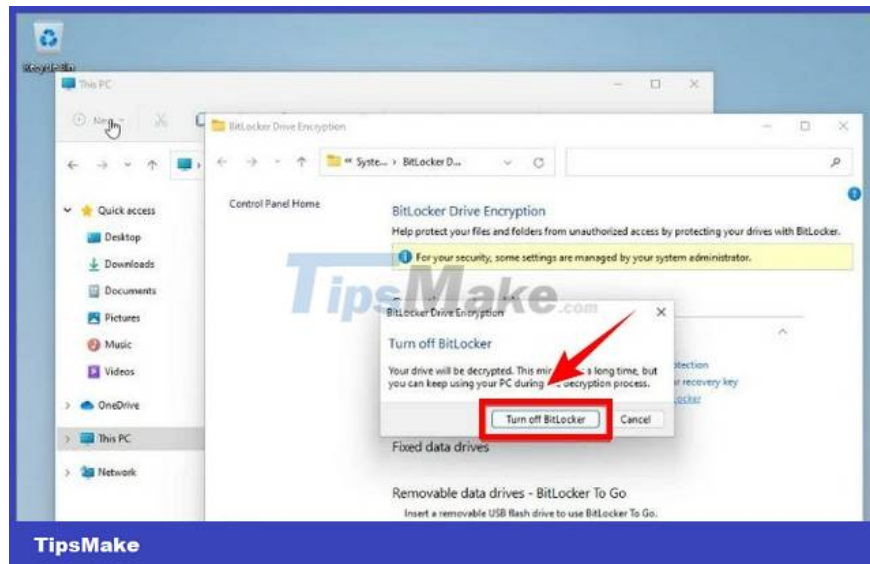 This PC
BitLocker Drive Encryption
Syste... › BitLocker D...
Quick access
Desktop
Downloads
Documents
Pictures
Music
Videos
OneDrive
This PC
Network
Control Panel Home
BitLocker Drive Encryption
Help protect your files and folders from unauthorized access by protecting your drives with BitLocker.
For your security, some settings are managed by your system administrator.
TipsMake.com
BitLocker Drive Encryption
Turn off BitLocker
Your drive will be decrypted. This a long time, but
you can keep using your PC during decryption process.
Turn off BitLocker
Cancel
recovery key
Fixed data drives
Removable data drives - BitLocker To Go
Insert a removable USB flash drive to use BitLocker To Go.
TipsMake